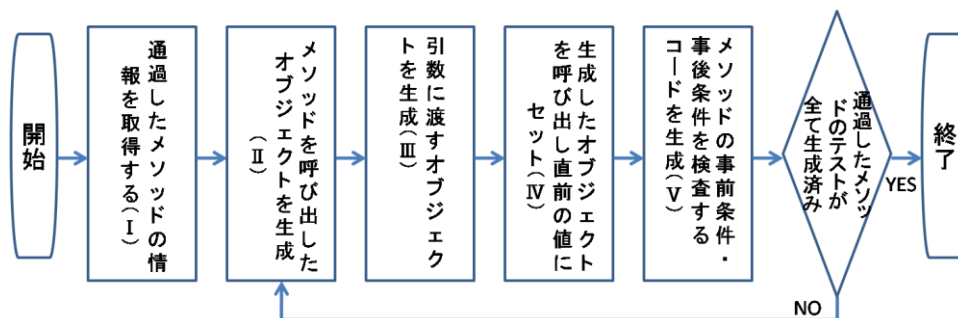 開始
通過したメソッドの情
報を取得する(Ⅰ)
メソッドを呼び出した
オブジェクトを生成
(Ⅱ)
引数に渡すオブジェク
トを生成(Ⅲ)
生成したオブジェクト
を呼び出し直前の値に
セット(Ⅳ)
メソッドの事前条件・
事後条件を検査する
コードを生成(Ⅴ)
通過したメソッ
ドのテストが
全て生成済み
YES
NO
終了